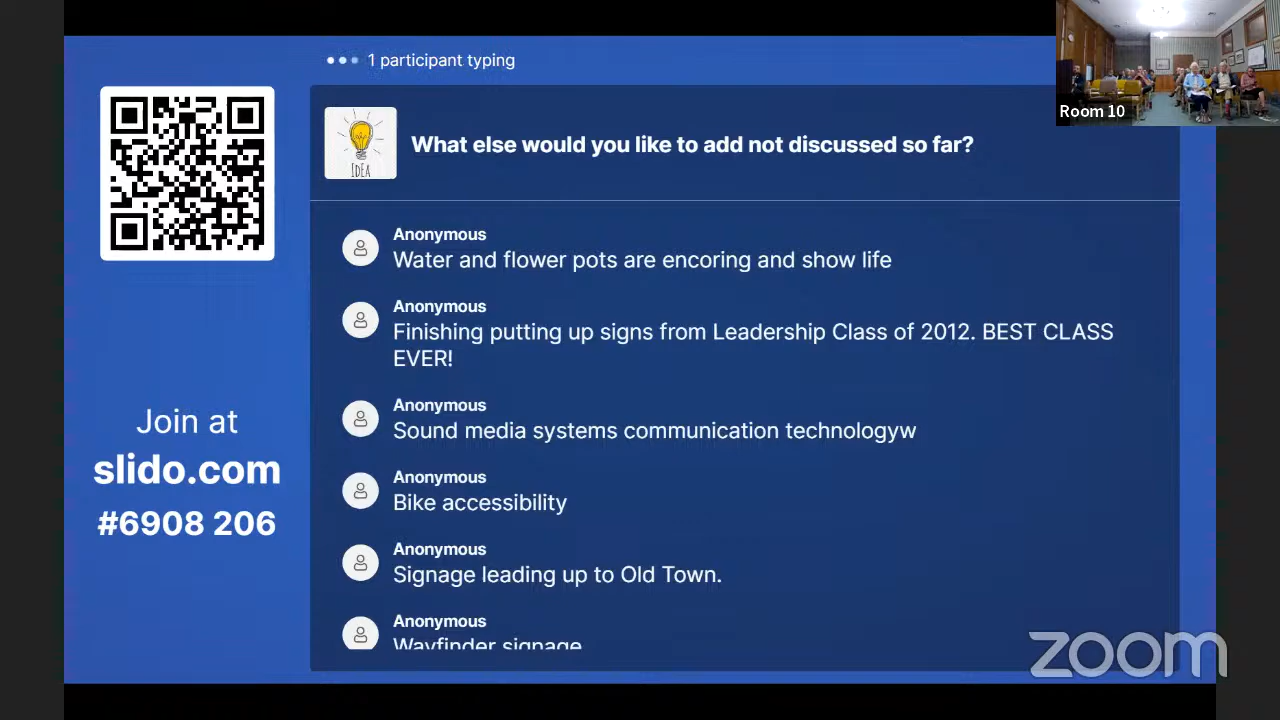 1 participant typing
Room 10
IDEA
What else would you like to add not discussed so far?
Anonymous
Water and flower pots are encoring and show life
Anonymous
Finishing putting up signs from Leadership Class of 2012. BEST CLASS
EVER!
Anonymous
Sound media systems communication technologyw
Anonymous
Bike accessibility
Anonymous
Signage leading up to Old Town.
Anonymous
Wayfinder signage
Join at
slido.com
#6908 206
zoom